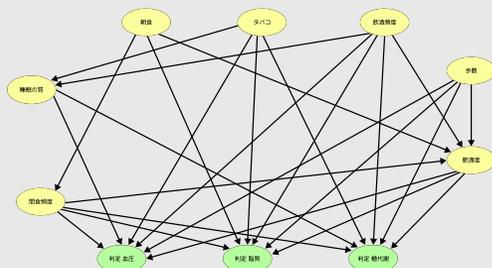 朝食
タバコ
飲酒頻度
歩数
睡眠の質
肥満度
間食頻度
判定 血圧
判定 脂質
判定 糖代謝